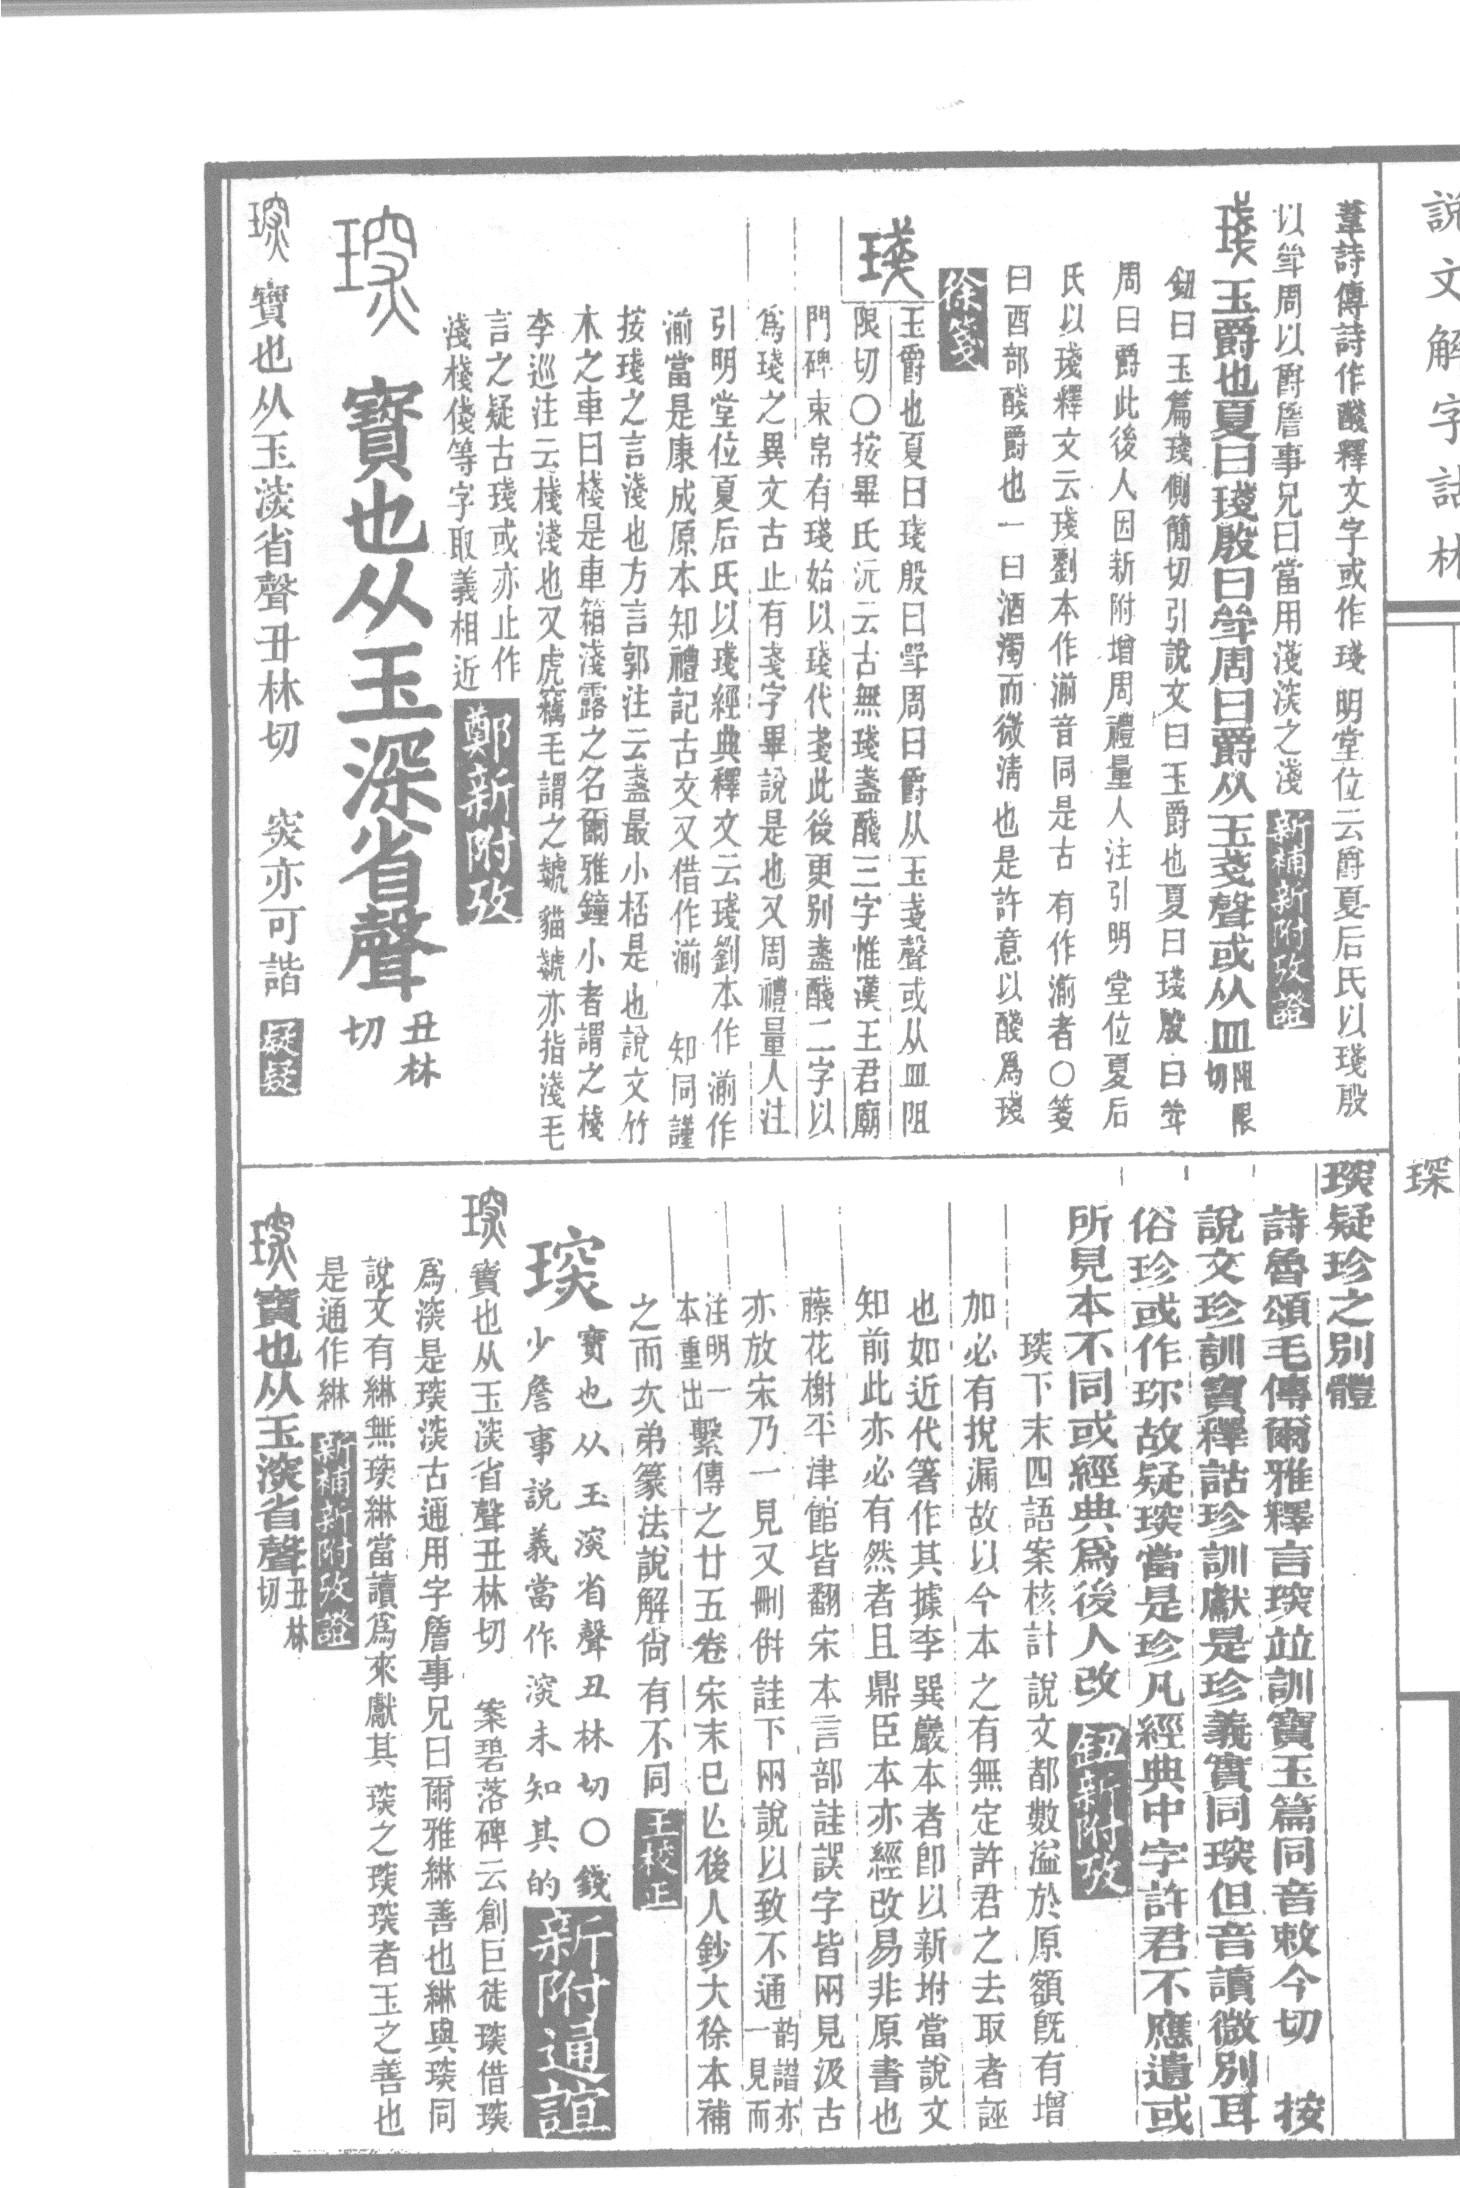 說文解字詁林
琛
葦詩傳詩作醆釋文字或作琖 明堂位云爵夏后氏以琖殷
以斝周以爵詹事兄曰當用淺淡之淺 新補新附攷證
琖 玉爵也夏曰琖殷曰斝周曰爵从玉戔聲或从皿 阻限切
鈕曰玉篇琖側簡切引說文曰玉爵也夏曰琖殷曰斝
周曰爵此後人因新附增周禮量人注引明堂位夏后
氏以琖釋文云琖劉本作湔音同是古 有作湔者○箋
曰酉部醆爵也一曰酒濁而微清也是許意以醆爲琖
徐箋
琖 玉爵也夏曰琖殷曰斝周曰爵从玉戔聲或从皿阻
限切○按畢氏沅云古無琖盞醆三字惟漢王君廟
門碑束帛有琖始以琖代戔此後更别盞醆二字以
爲琖之異文古止有戔字畢說是也又周禮量人注
引明堂位夏后氏以琖經典釋文云琖劉本作湔作
湔當是康成原本知禮記古文又借作湔 知同謹
按琖之言淺也方言郭注云盞最小桮是也說文竹
木之車曰棧是車箱淺露之名爾雅鐘小者謂之棧
李巡注云棧淺也又虎竊毛謂之虦貓虦亦指淺毛
言之疑古琖或亦止作
淺棧俴等字取義相近 鄭新附攷
琛 寶也从玉深省聲 丑林切
琛 寶也从玉㴱省聲丑林切 突亦可諧 疑疑
琛疑珍之别體
詩魯頌毛傳爾雅釋言琛竝訓寶玉篇同音敕今切 按
說文珍訓寶釋詁珍訓獻是珍義實同琛但音讀微別耳
俗珍或作珎故疑琛當是珍凡經典中字許君不應遺或
所見本不同或經典爲後人改 鈕新附攷
琛下末四語案核計說文都數溢於原額旣有增
加必有挩漏故以今本之有無定許君之去取者誣
也如近代箸作其據李巽巖本者卽以新坿當說文
知前此亦必有然者且鼎臣本亦經改易非原書也
藤花榭平津館皆翻宋本言部註誤字皆兩見汲古
亦放宋乃一見又刪併註下兩說以致不通 韵譜亦一見而
注明一本重出 繫傳之廿五卷宋末已亾後人鈔大徐本補
之而次弟篆法說解尙有不同 王校正
琛 寶也从玉㴱省聲丑林切○錢
少詹事說義當作㴱未知其的 新附通誼
琛 寶也从玉㴱省聲丑林切 案碧落碑云創巨徒琛借琛
爲㴱是琛㴱古通用字詹事兄曰爾雅綝善也綝與琛同
說文有綝無琛綝當讀爲來獻其琛之琛琛者玉之善也
是通作綝 新補新附攷證
琛 寶也从玉㴱省聲 丑林切